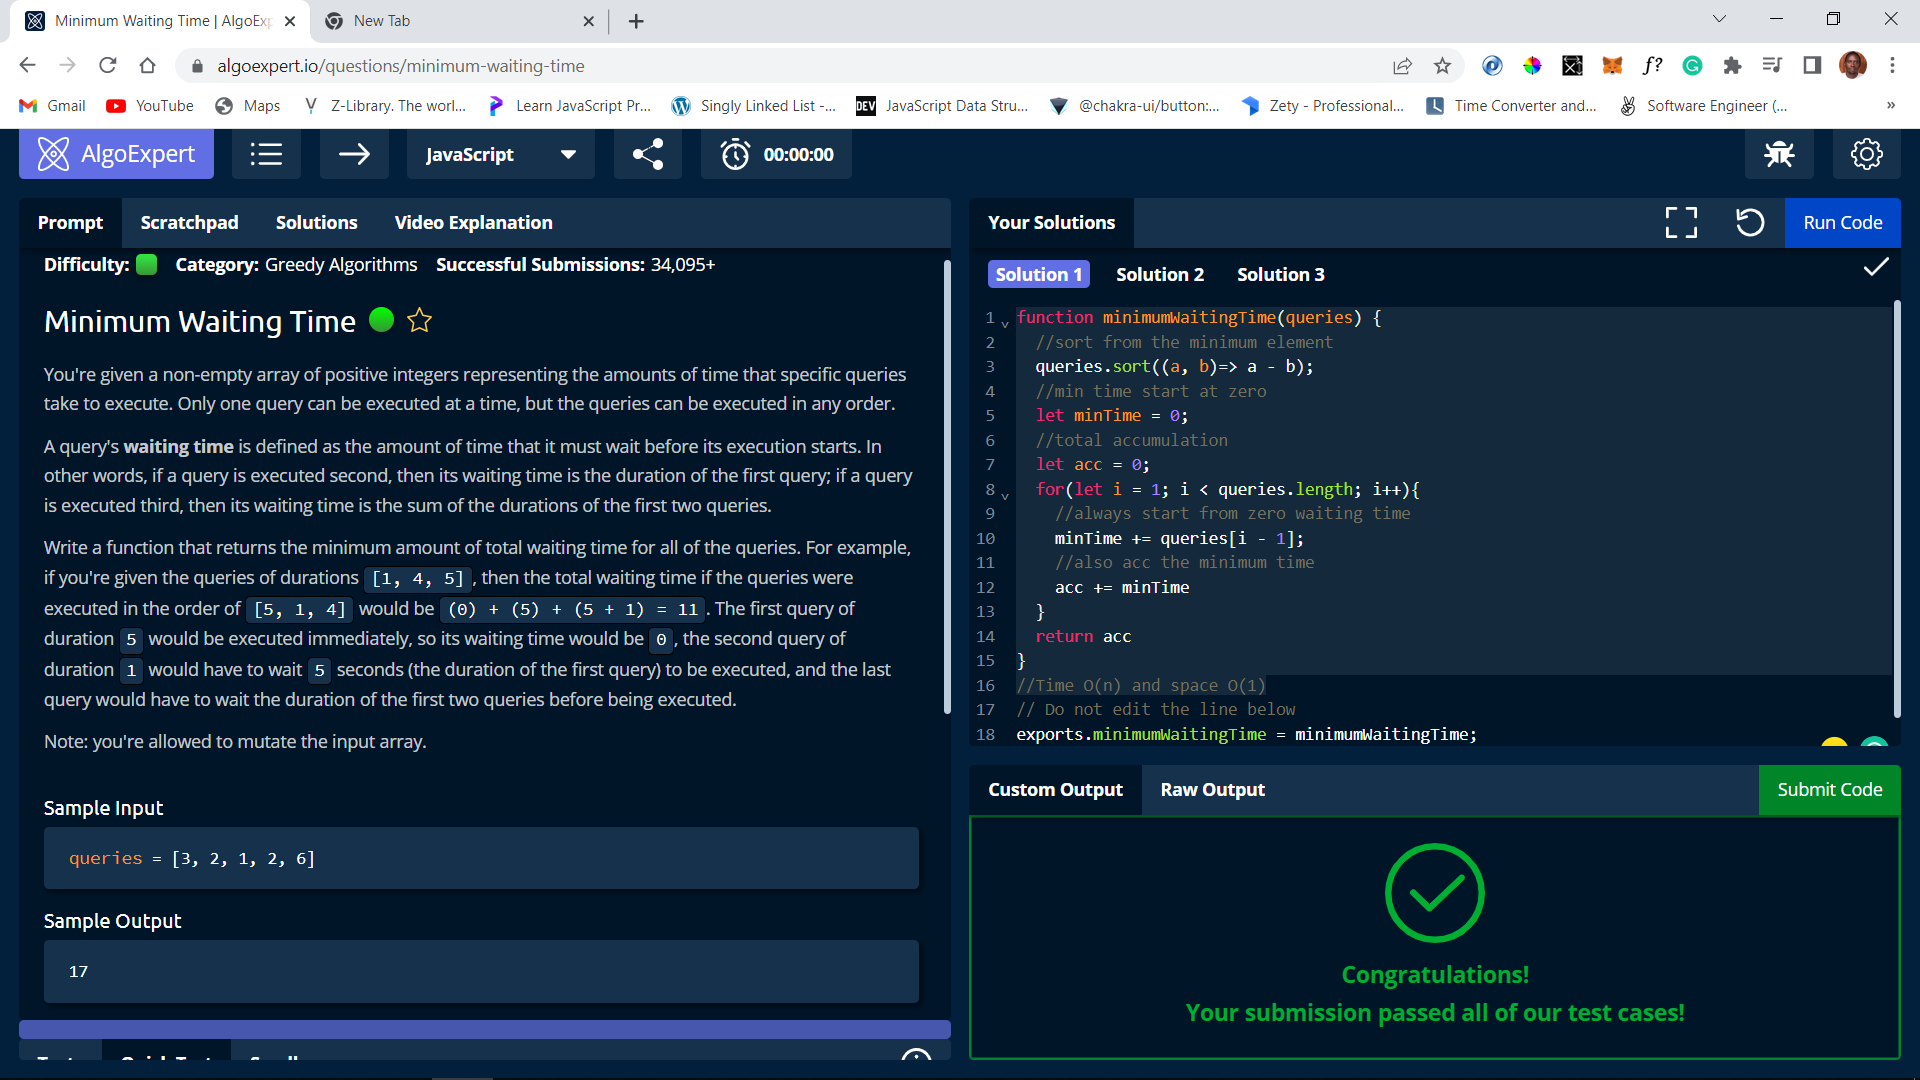 Minimum Waiting Time | AlgoExp
New Tab
algoexpert.io/questions/minimum-waiting-time
Gmail
YouTube
Maps
Z-Library. The worl...
Learn JavaScript Pr...
Singly Linked List -...
DEV
JavaScript Data Stru...
@chakra-ui/button:...
Zety - Professional...
Time Converter and...
Software Engineer (...
»
AlgoExpert
JavaScript
00:00:00
Prompt
Scratchpad
Solutions
Video Explanation
Difficulty:
Category: Greedy Algorithms
Successful Submissions: 34,095+
Minimum Waiting Time
You're given a non-empty array of positive integers representing the amounts of time that specific queries
take to execute. Only one query can be executed at a time, but the queries can be executed in any order.
A query's waiting time is defined as the amount of time that it must wait before its execution starts. In
other words, if a query is executed second, then its waiting time is the duration of the first query; if a query
is executed third, then its waiting time is the sum of the durations of the first two queries.
Write a function that returns the minimum amount of total waiting time for all of the queries. For example,
if you're given the queries of durations [1, 4, 5], then the total waiting time if the queries were
executed in the order of [5, 1, 4] would be (0) + (5) + (5 + 1) = 11. The first query of
duration 5 would be executed immediately, so its waiting time would be 0, the second query of
duration 1 would have to wait 5 seconds (the duration of the first query) to be executed, and the last
query would have to wait the duration of the first two queries before being executed.
Note: you're allowed to mutate the input array.
Sample Input
queries = [3, 2, 1, 2, 6]
Sample Output
17
Your Solutions
Run Code
Solution 1
Solution 2
Solution 3
1 function minimumWaitingTime(queries) {
2 //sort from the minimum element
3 queries.sort((a, b)=> a - b);
4 //min time start at zero
5 let minTime = 0;
6 //total accumulation
7 let acc = 0;
8 for(let i = 1; i < queries.length; i++){
9 //always start from zero waiting time
10 minTime += queries[i - 1];
11 //also acc the minimum time
12 acc += minTime
13 }
14 return acc
15 }
16 //Time O(n) and space O(1)
17 // Do not edit the line below
18 exports.minimumWaitingTime = minimumWaitingTime;
Custom Output
Raw Output
Submit Code
Congratulations!
Your submission passed all of our test cases!